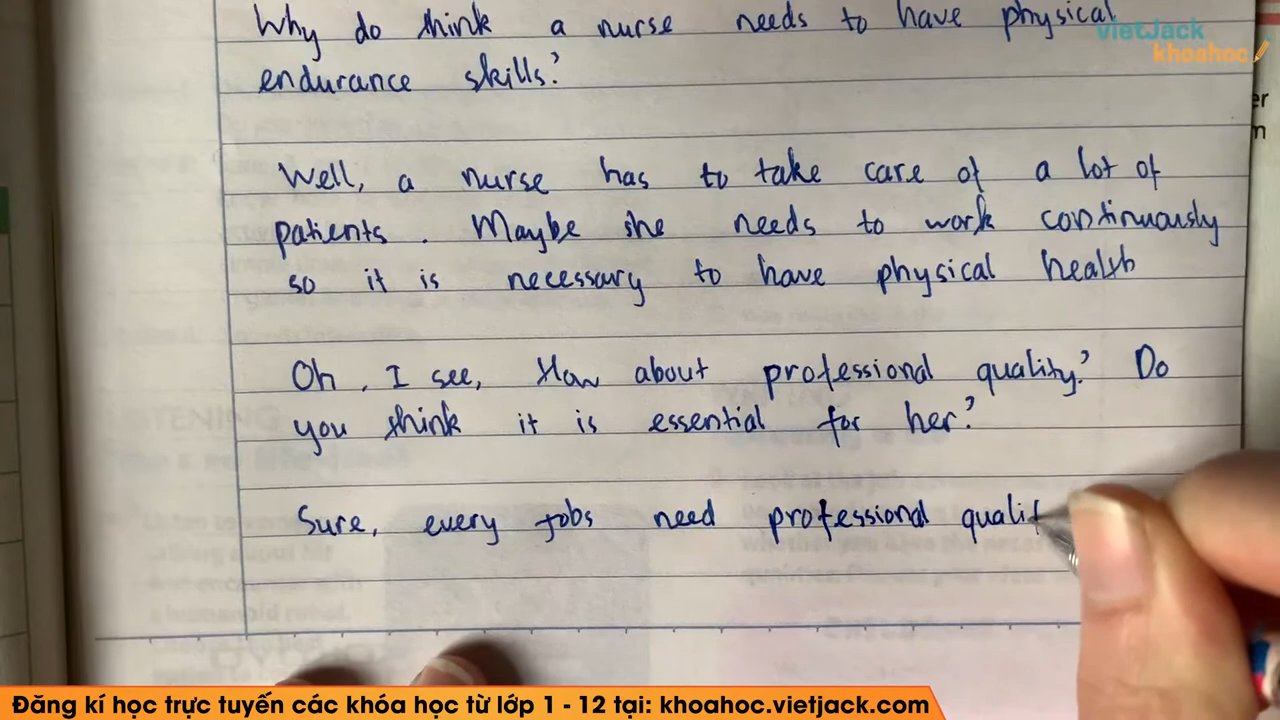 Why do think a nurse needs to have physical
endurance skills?
Well, a nurse has to take care of a lot of
patients. Maybe she needs to work continuously
so it is necessary to have physical health
Oh, I see, How about professional quality? Do
you think it is essential for her?
Sure, every jobs need professional qualit
vietJack
khoahoc
er
m
LISTENING
Đăng kí học trực tuyến các khóa học từ lớp 1 - 12 tại: khoahoc.vietjack.com